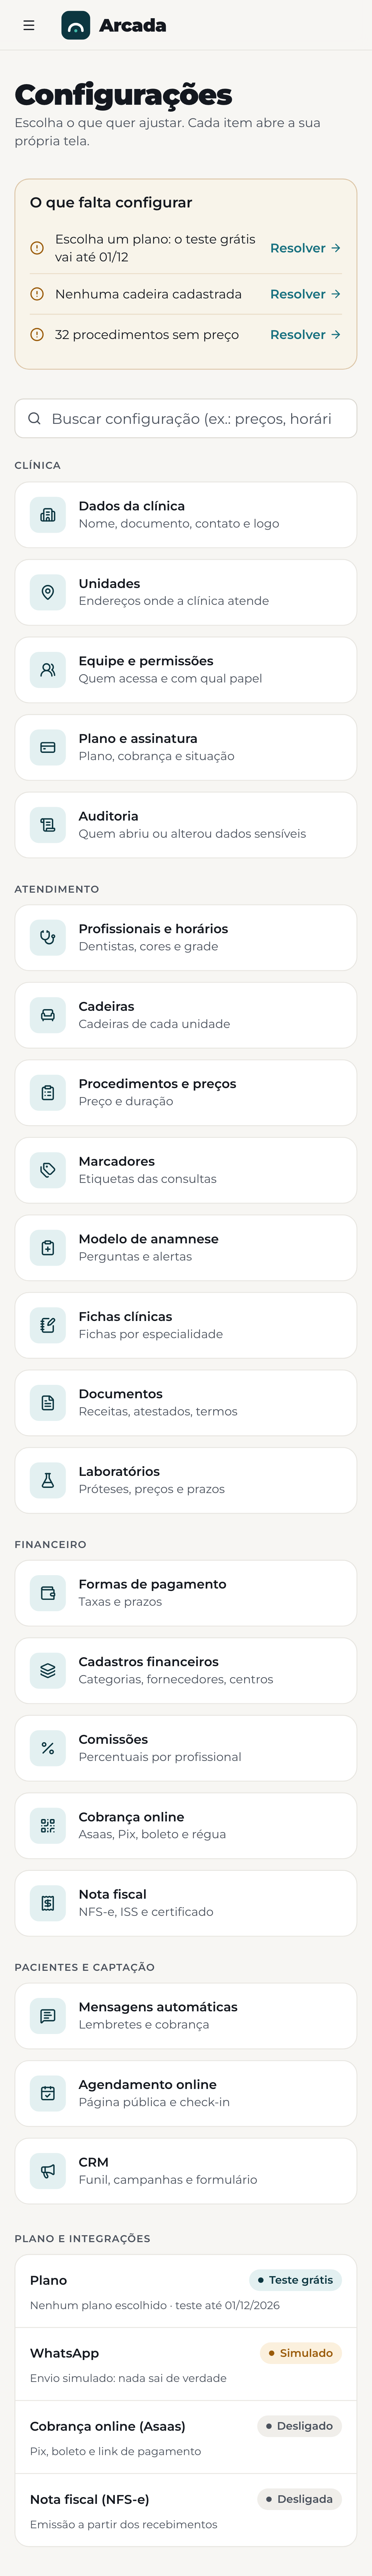 Arcada
Configurações
Escolha o que quer ajustar. Cada item abre a sua
própria tela.
O que falta configurar
Escolha um plano: o teste grátis
vai até 01/12
Resolver →
Nenhuma cadeira cadastrada
Resolver →
32 procedimentos sem preço
Resolver →
Buscar configuração (ex.: preços, horári
CLÍNICA
Dados da clínica
Nome, documento, contato e logo
Unidades
Endereços onde a clínica atende
Equipe e permissões
Quem acessa e com qual papel
Plano e assinatura
Plano, cobrança e situação
Auditoria
Quem abriu ou alterou dados sensíveis
ATENDIMENTO
Profissionais e horários
Dentistas, cores e grade
Cadeiras
Cadeiras de cada unidade
Procedimentos e preços
Preço e duração
Marcadores
Etiquetas das consultas
Modelo de anamnese
Perguntas e alertas
Fichas clínicas
Fichas por especialidade
Documentos
Receitas, atestados, termos
Laboratórios
Próteses, preços e prazos
FINANCEIRO
Formas de pagamento
Taxas e prazos
Cadastros financeiros
Categorias, fornecedores, centros
Comissões
Percentuais por profissional
Cobrança online
Asaas, Pix, boleto e régua
Nota fiscal
NFS-e, ISS e certificado
PACIENTES E CAPTAÇÃO
Mensagens automáticas
Lembretes e cobrança
Agendamento online
Página pública e check-in
CRM
Funil, campanhas e formulário
PLANO E INTEGRAÇÕES
Plano
Teste grátis
Nenhum plano escolhido · teste até 01/12/2026
WhatsApp
Simulado
Envio simulado: nada sai de verdade
Cobrança online (Asaas)
Desligado
Pix, boleto e link de pagamento
Nota fiscal (NFS-e)
Desligada
Emissão a partir dos recebimentos